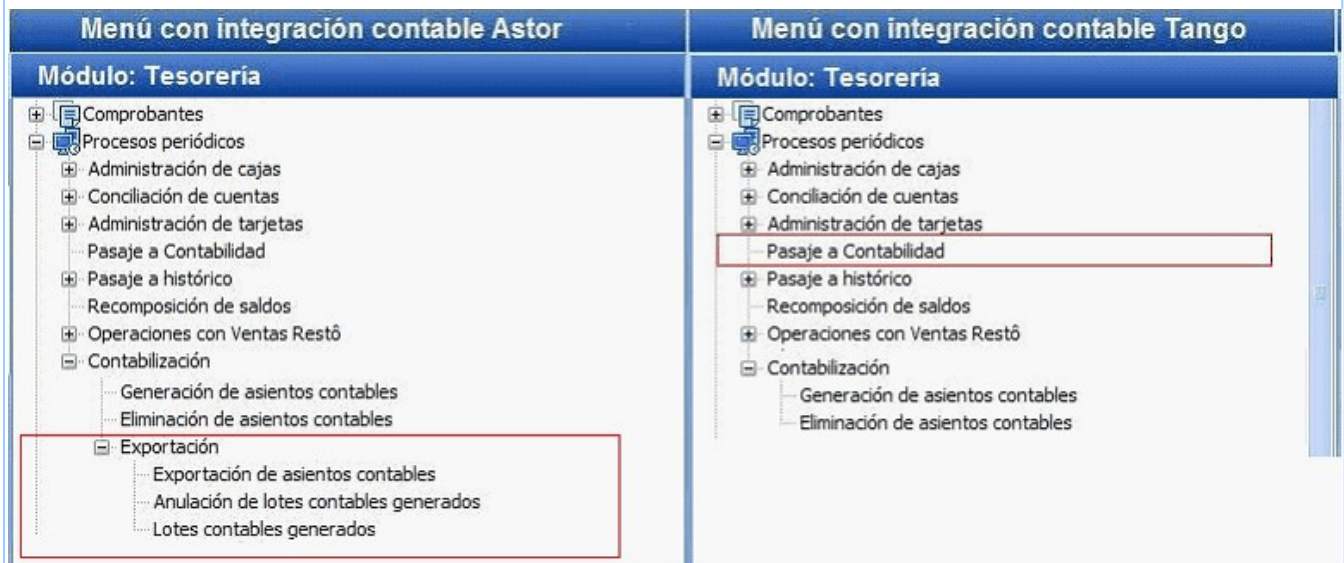 Menú con integración contable Astor
Módulo: Tesorería
Comprobantes
Procesos periódicos
Administración de cajas
Conciliación de cuentas
Administración de tarjetas
Pasaje a Contabilidad
Pasaje a histórico
Recomposición de saldos
Operaciones con Ventas Restô
Contabilización
Generación de asientos contables
Eliminación de asientos contables
Exportación
Exportación de asientos contables
Anulación de lotes contables generados
Lotes contables generados
Menú con integración contable Tango
Módulo: Tesorería
Comprobantes
Procesos periódicos
Administración de cajas
Conciliación de cuentas
Administración de tarjetas
Pasaje a Contabilidad
Pasaje a histórico
Recomposición de saldos
Operaciones con Ventas Restô
Contabilización
Generación de asientos contables
Eliminación de asientos contables